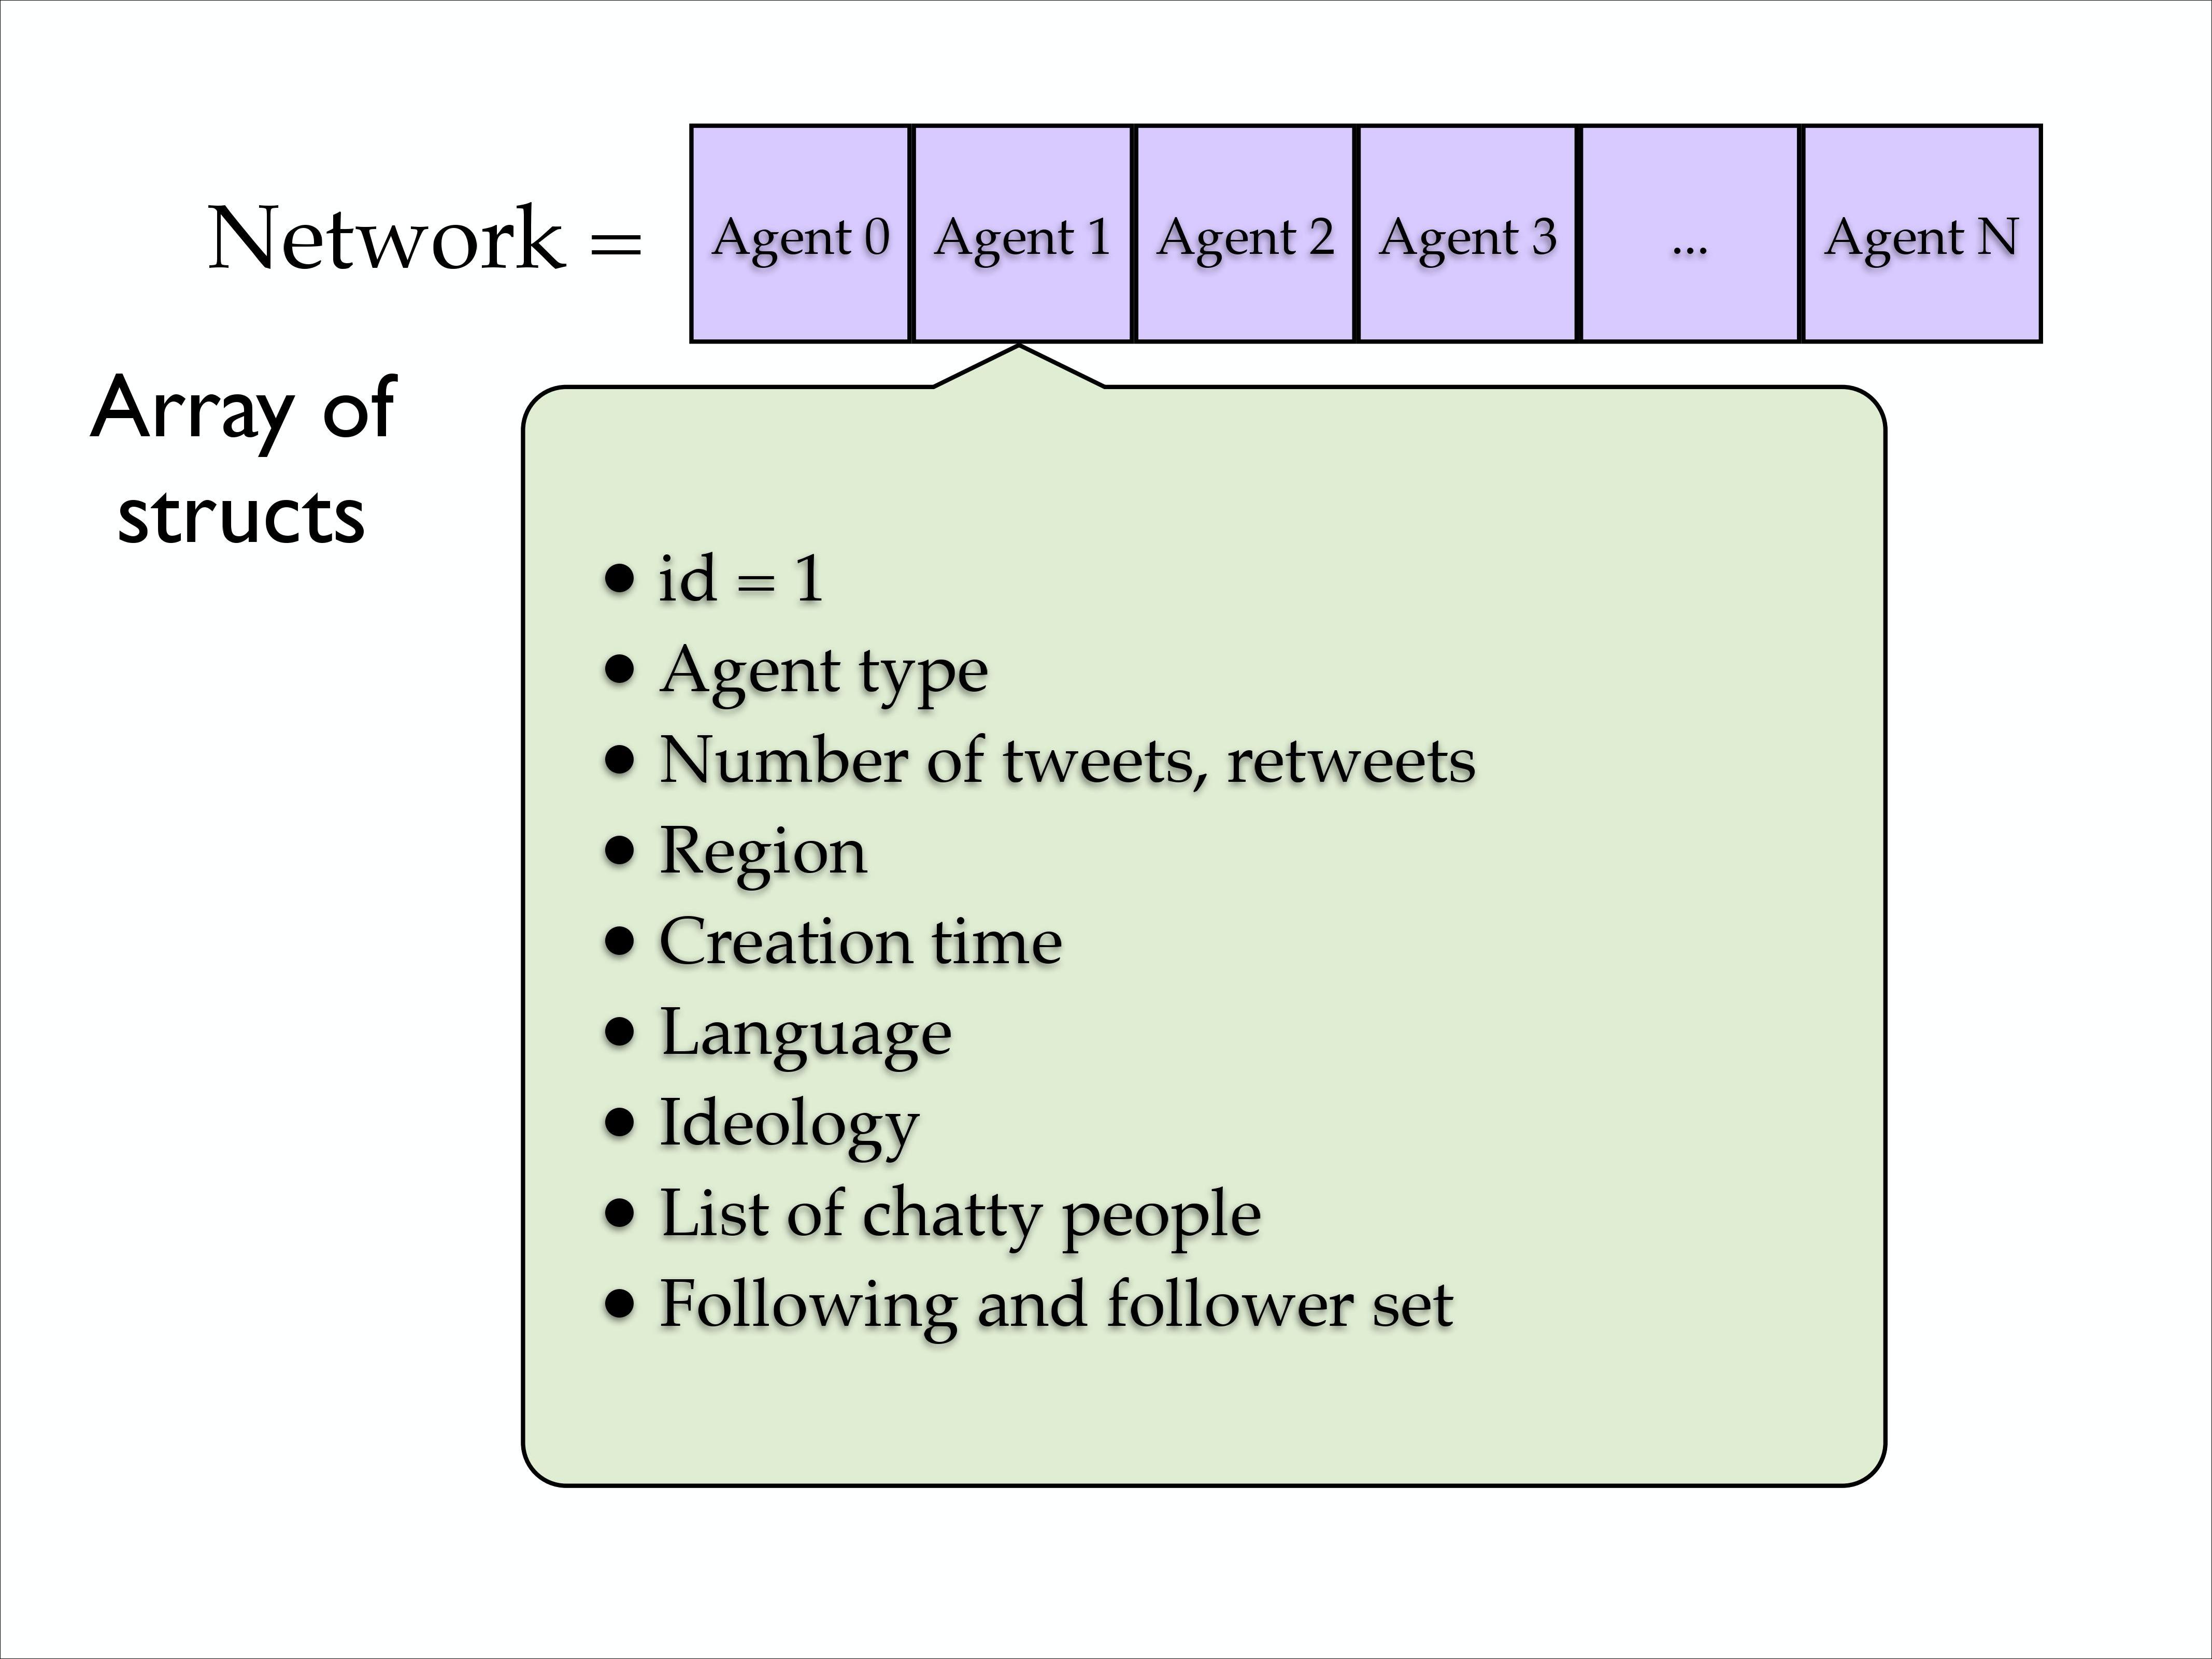 Network =
Agent 0
Agent 1
Agent 2
Agent 3
...
Agent N
Array of
structs
• id = 1
• Agent type
• Number of tweets, retweets
• Region
• Creation time
• Language
• Ideology
• List of chatty people
• Following and follower set